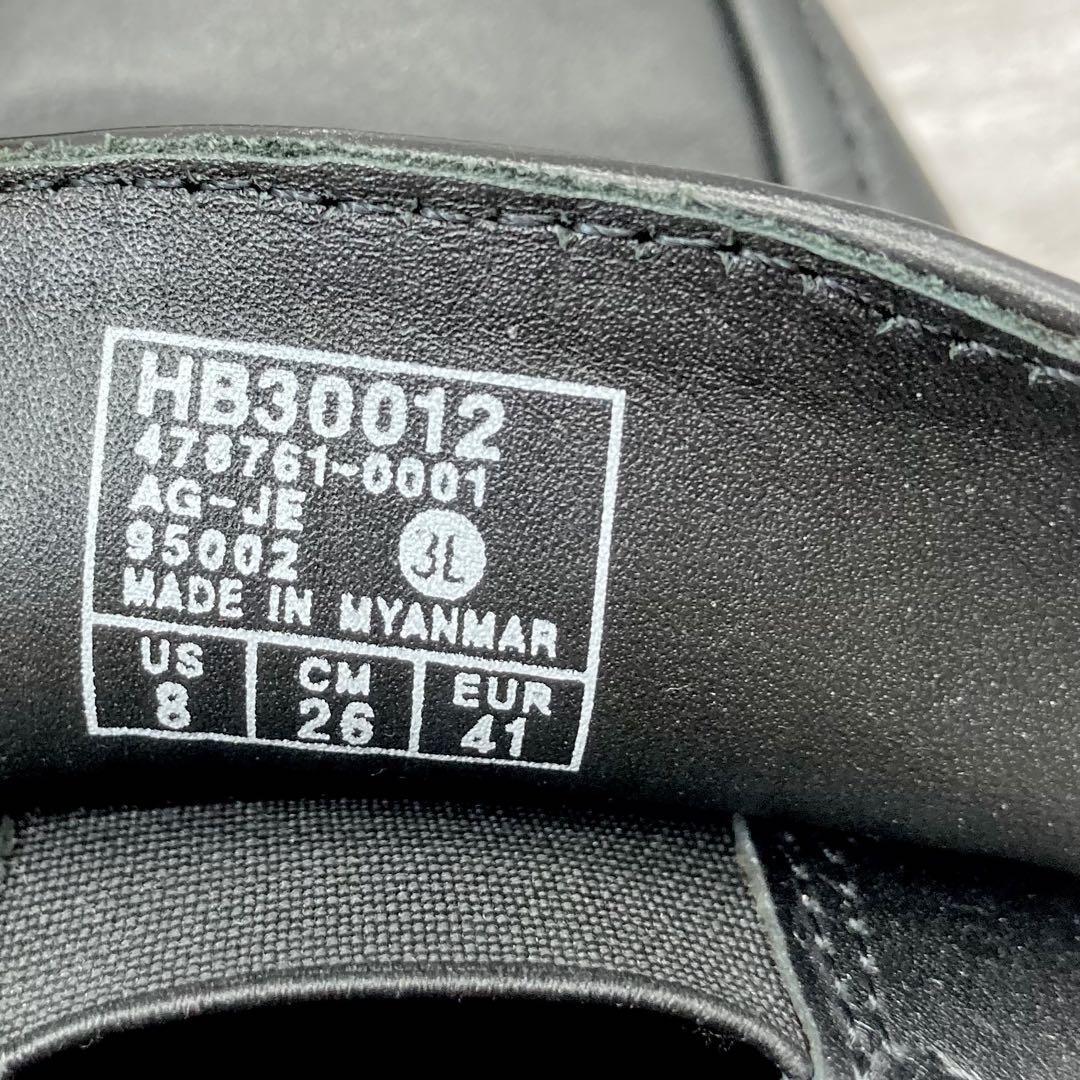 HB30012
478761~0001
AG-JE
95002 3L
MADE IN MYANMAR
US CM EUR
8 26 41